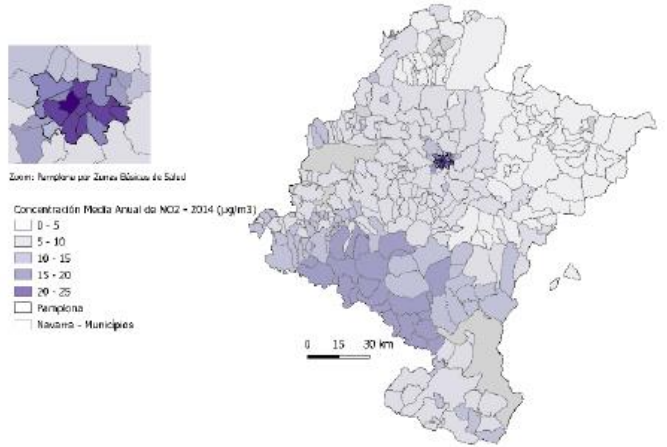 Zoom: Pamplona por Zonas Básicas de Salud
Concentración Media Anual de NO2 - 2014 (µg/m3)
0 - 5
5 - 10
10 - 15
15 - 20
20 - 25
Pamplona
Navarra - Municípios
0 15 30 km